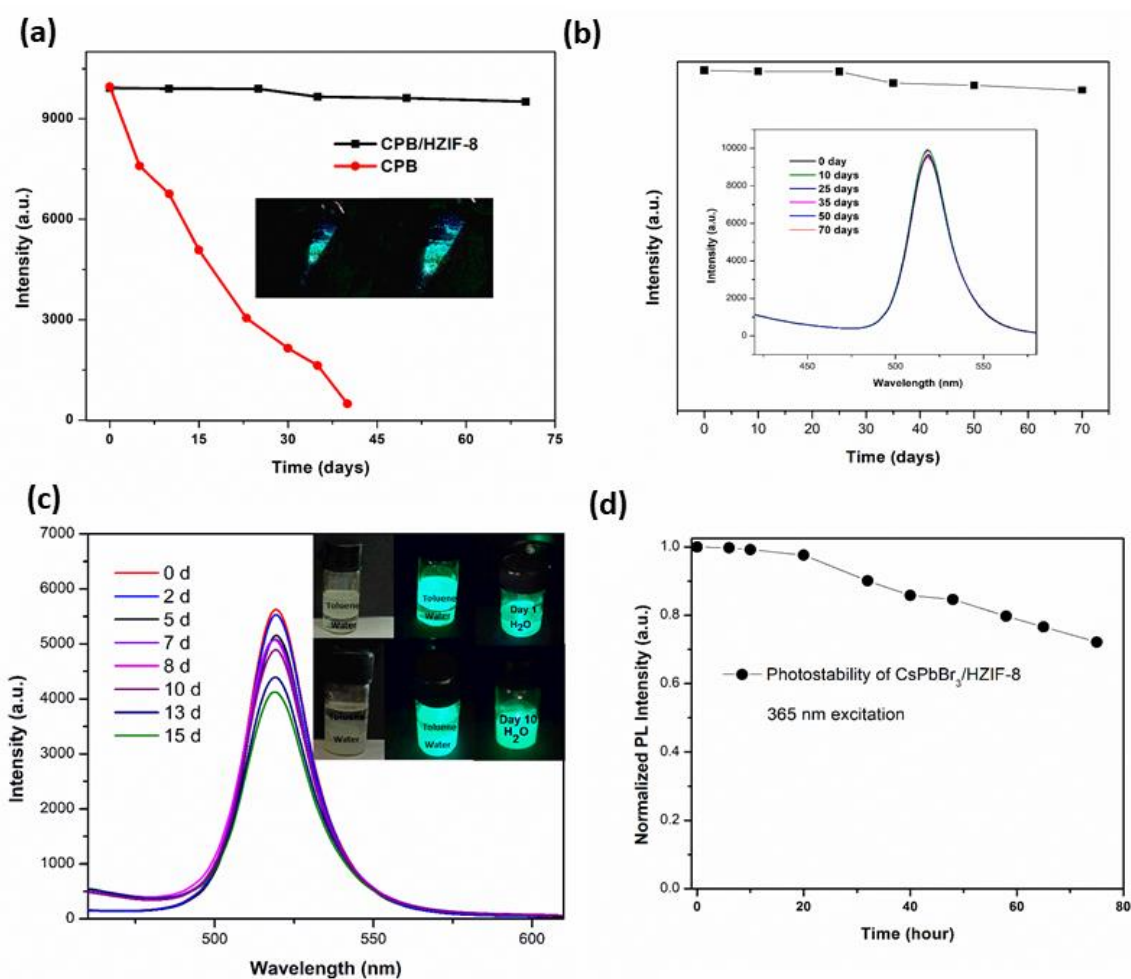 (a)
Intensity (a.u.)
9000
6000
3000
0
CPB/HZIF-8
CPB
0 15 30 45 60 75
Time (days)
(b)
Intensity (a.u.)
Intensity (a.u.)
10000
8000
6000
4000
2000
0
0 day
10 days
25 days
35 days
50 days
70 days
450 500 550
Wavelength (nm)
0 10 20 30 40 50 60 70
Time (days)
(c)
Intensity (a.u.)
7000
6000
5000
4000
3000
2000
1000
0
0 d
2 d
5 d
7 d
8 d
10 d
13 d
15 d
Toluene
Water
Toluene
Water
Day 1
H2O
Toluene
Water
Toluene
Water
Day 10
H2O
500 550 600
Wavelength (nm)
(d)
Normalized PL Intensity (a.u.)
1.0
0.8
0.6
0.4
0.2
0.0
Photostability of CsPbBr3/HZIF-8
365 nm excitation
0 20 40 60 80
Time (hour)